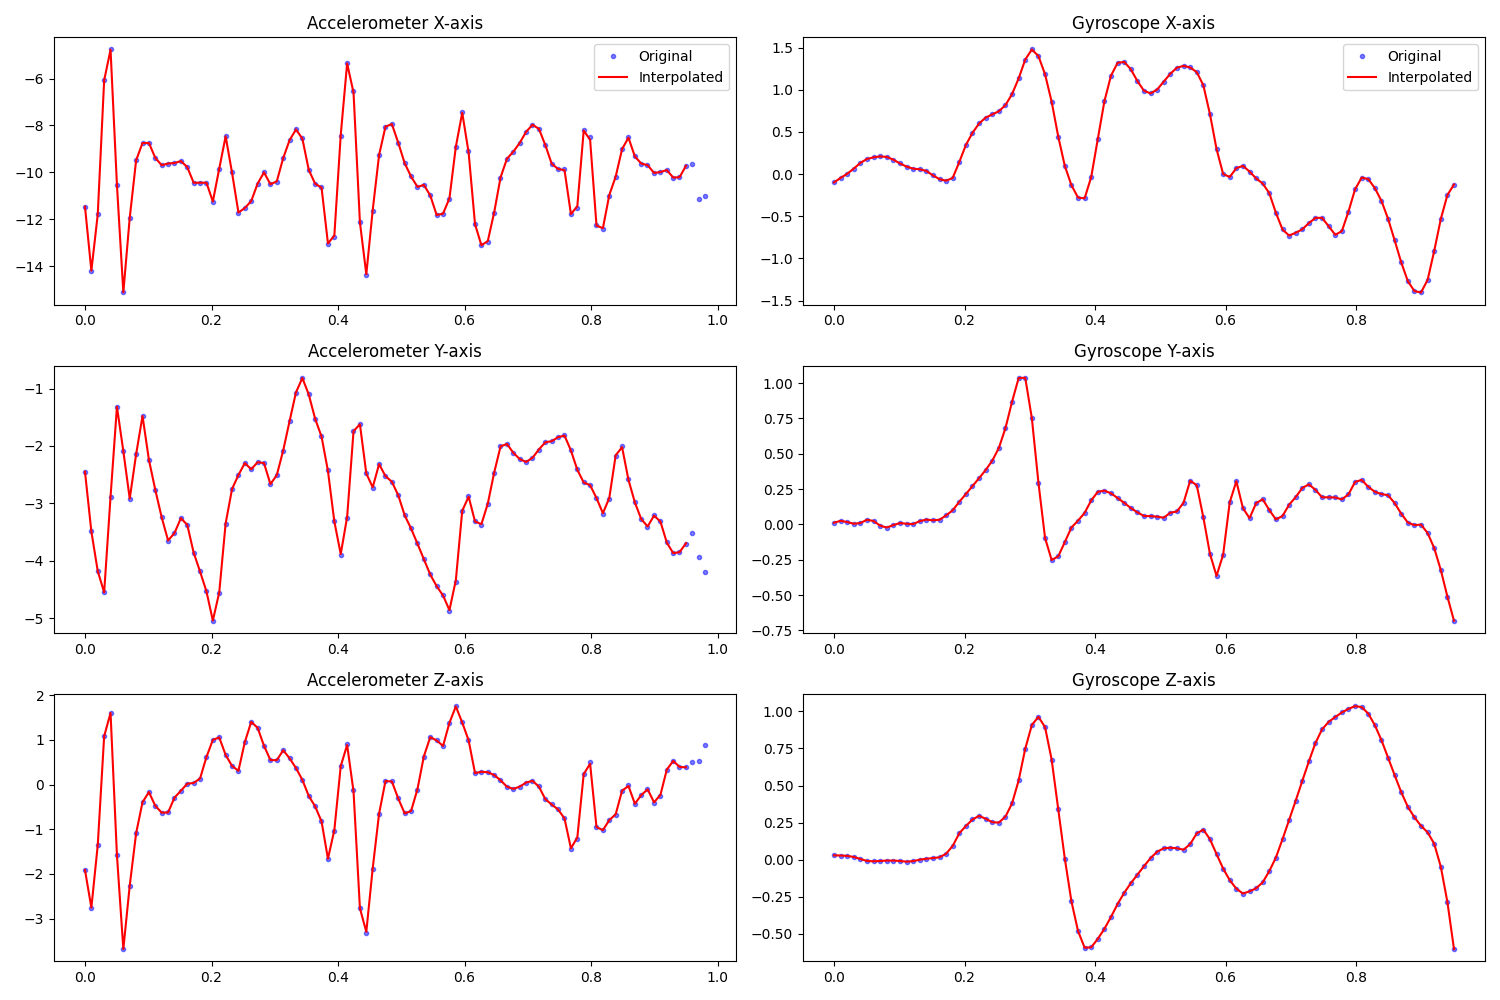 Accelerometer X-axis
Original
Interpolated
−6
−8
−10
−12
−14
0.0 0.2 0.4 0.6 0.8 1.0
Gyroscope X-axis
Original
Interpolated
1.5
1.0
0.5
0.0
−0.5
−1.0
−1.5
0.0 0.2 0.4 0.6 0.8
Accelerometer Y-axis
−1
−2
−3
−4
−5
0.0 0.2 0.4 0.6 0.8 1.0
Gyroscope Y-axis
1.00
0.75
0.50
0.25
0.00
−0.25
−0.50
−0.75
0.0 0.2 0.4 0.6 0.8
Accelerometer Z-axis
2
1
0
−1
−2
−3
0.0 0.2 0.4 0.6 0.8 1.0
Gyroscope Z-axis
1.00
0.75
0.50
0.25
0.00
−0.25
−0.50
0.0 0.2 0.4 0.6 0.8